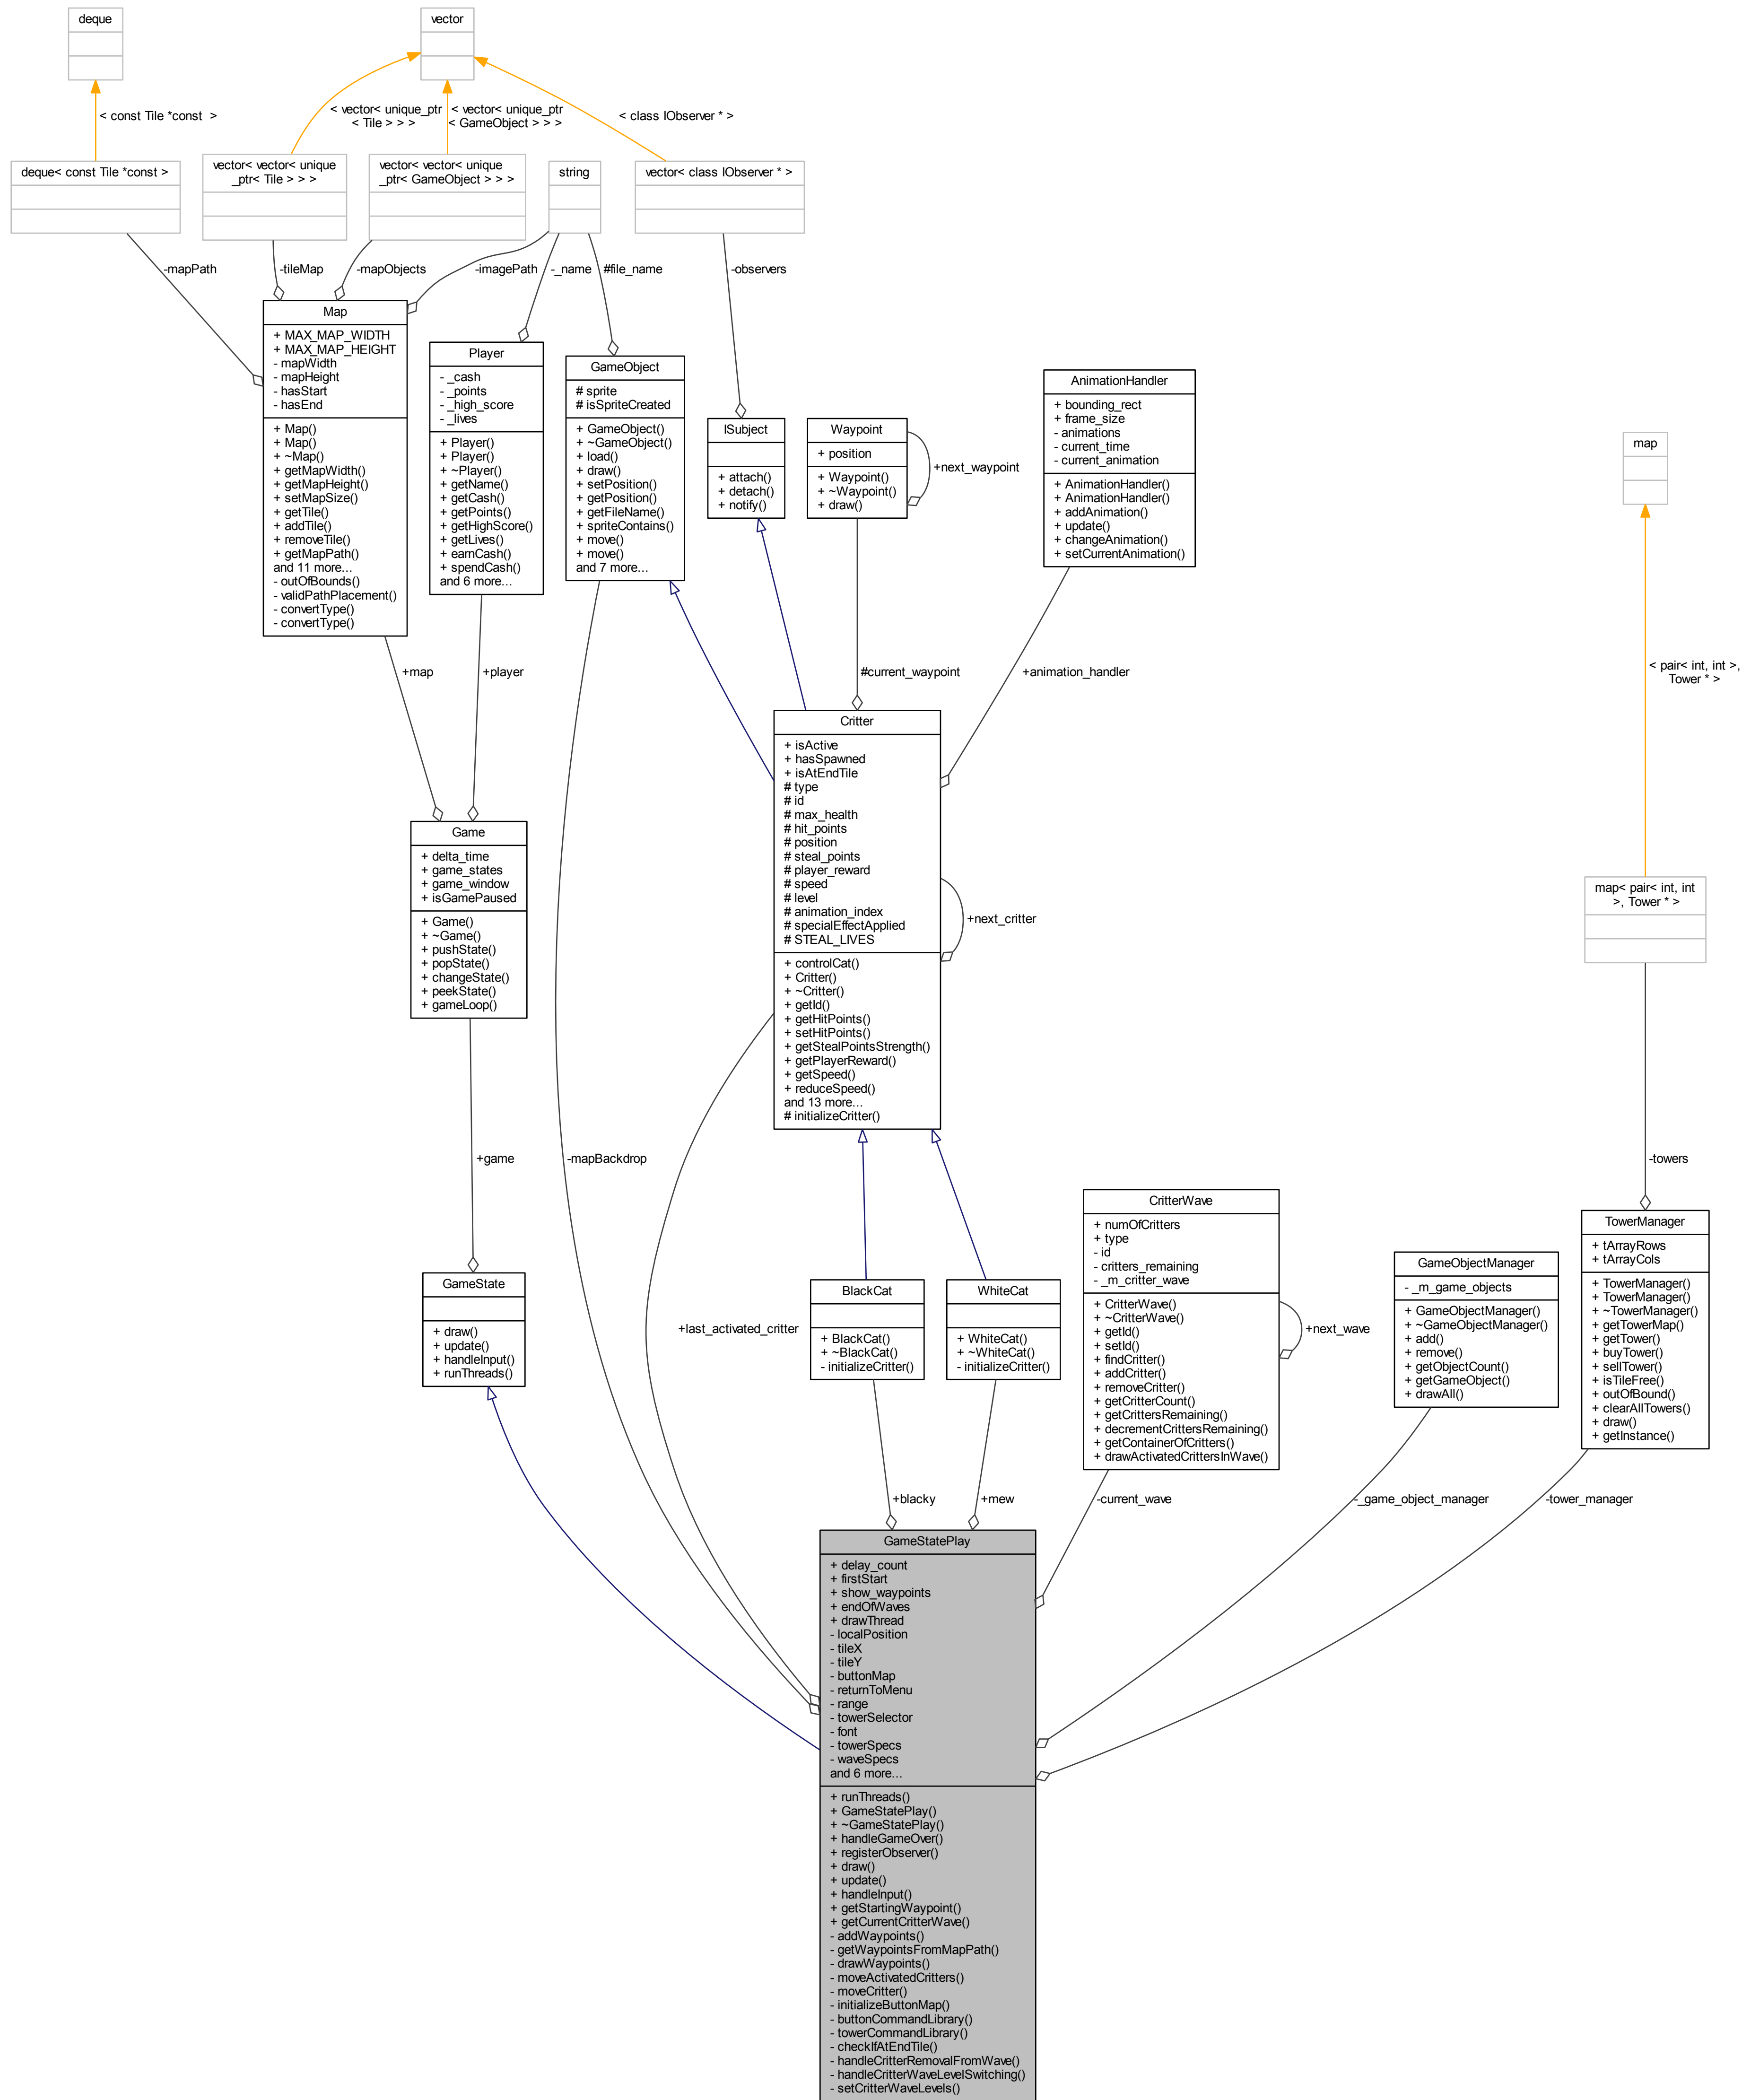 deque
vector
< const Tile *const  >
< vector< unique_ptr
< Tile > > >
< vector< unique_ptr
< GameObject > > >
< class IObserver * >
deque< const Tile *const >
vector< vector< unique
_ptr< Tile > > >
vector< vector< unique
_ptr< GameObject > > >
string
vector< class IObserver * >
-mapPath
-tileMap
-mapObjects
-imagePath
-_name
#file_name
-observers
Map
+ MAX_MAP_WIDTH
+ MAX_MAP_HEIGHT
- mapWidth
- mapHeight
- hasStart
- hasEnd
+ Map()
+ Map()
+ ~Map()
+ getMapWidth()
+ getMapHeight()
+ setMapSize()
+ getTile()
+ addTile()
+ removeTile()
+ getMapPath()
and 11 more...
- outOfBounds()
- validPathPlacement()
- convertType()
- convertType()
Player
- _cash
- _points
- _high_score
- _lives
+ Player()
+ Player()
+ ~Player()
+ getName()
+ getCash()
+ getPoints()
+ getHighScore()
+ getLives()
+ earnCash()
+ spendCash()
and 6 more...
GameObject
# sprite
# isSpriteCreated
+ GameObject()
+ ~GameObject()
+ load()
+ draw()
+ setPosition()
+ getPosition()
+ getFileName()
+ spriteContains()
+ move()
+ move()
and 7 more...
ISubject
+ attach()
+ detach()
+ notify()
Waypoint
+ position
+ Waypoint()
+ ~Waypoint()
+ draw()
+next_waypoint
AnimationHandler
+ bounding_rect
+ frame_size
- animations
- current_time
- current_animation
+ AnimationHandler()
+ AnimationHandler()
+ addAnimation()
+ update()
+ changeAnimation()
+ setCurrentAnimation()
map
< pair< int, int >,
Tower * >
+map
+player
#current_waypoint
+animation_handler
Critter
+ isActive
+ hasSpawned
+ isAtEndTile
# type
# id
# max_health
# hit_points
# position
# steal_points
# player_reward
# speed
# level
# animation_index
# specialEffectApplied
# STEAL_LIVES
+ controlCat()
+ Critter()
+ ~Critter()
+ getId()
+ getHitPoints()
+ setHitPoints()
+ getStealPointsStrength()
+ getPlayerReward()
+ getSpeed()
+ reduceSpeed()
and 13 more...
# initializeCritter()
+next_critter
Game
+ delta_time
+ game_states
+ game_window
+ isGamePaused
+ Game()
+ ~Game()
+ pushState()
+ popState()
+ changeState()
+ peekState()
+ gameLoop()
map< pair< int, int
>, Tower * >
+game
-mapBackdrop
-towers
CritterWave
+ numOfCritters
+ type
- id
- critters_remaining
- _m_critter_wave
+ CritterWave()
+ ~CritterWave()
+ getId()
+ setId()
+ findCritter()
+ addCritter()
+ removeCritter()
+ getCritterCount()
+ getCrittersRemaining()
+ decrementCrittersRemaining()
+ getContainerOfCritters()
+ drawActivatedCrittersInWave()
+next_wave
GameObjectManager
- _m_game_objects
+ GameObjectManager()
+ ~GameObjectManager()
+ add()
+ remove()
+ getObjectCount()
+ getGameObject()
+ drawAll()
TowerManager
+ tArrayRows
+ tArrayCols
+ TowerManager()
+ TowerManager()
+ ~TowerManager()
+ getTowerMap()
+ getTower()
+ buyTower()
+ sellTower()
+ isTileFree()
+ outOfBound()
+ clearAllTowers()
+ draw()
+ getInstance()
GameState
+ draw()
+ update()
+ handleInput()
+ runThreads()
+last_activated_critter
BlackCat
+ BlackCat()
+ ~BlackCat()
- initializeCritter()
WhiteCat
+ WhiteCat()
+ ~WhiteCat()
- initializeCritter()
+blacky
+mew
-current_wave
-_game_object_manager
-tower_manager
GameStatePlay
+ delay_count
+ firstStart
+ show_waypoints
+ endOfWaves
+ drawThread
- localPosition
- tileX
- tileY
- buttonMap
- returnToMenu
- range
- towerSelector
- font
- towerSpecs
- waveSpecs
and 6 more...
+ runThreads()
+ GameStatePlay()
+ ~GameStatePlay()
+ handleGameOver()
+ registerObserver()
+ draw()
+ update()
+ handleInput()
+ getStartingWaypoint()
+ getCurrentCritterWave()
- addWaypoints()
- getWaypointsFromMapPath()
- drawWaypoints()
- moveActivatedCritters()
- moveCritter()
- initializeButtonMap()
- buttonCommandLibrary()
- towerCommandLibrary()
- checkIfAtEndTile()
- handleCritterRemovalFromWave()
- handleCritterWaveLevelSwitching()
- setCritterWaveLevels()